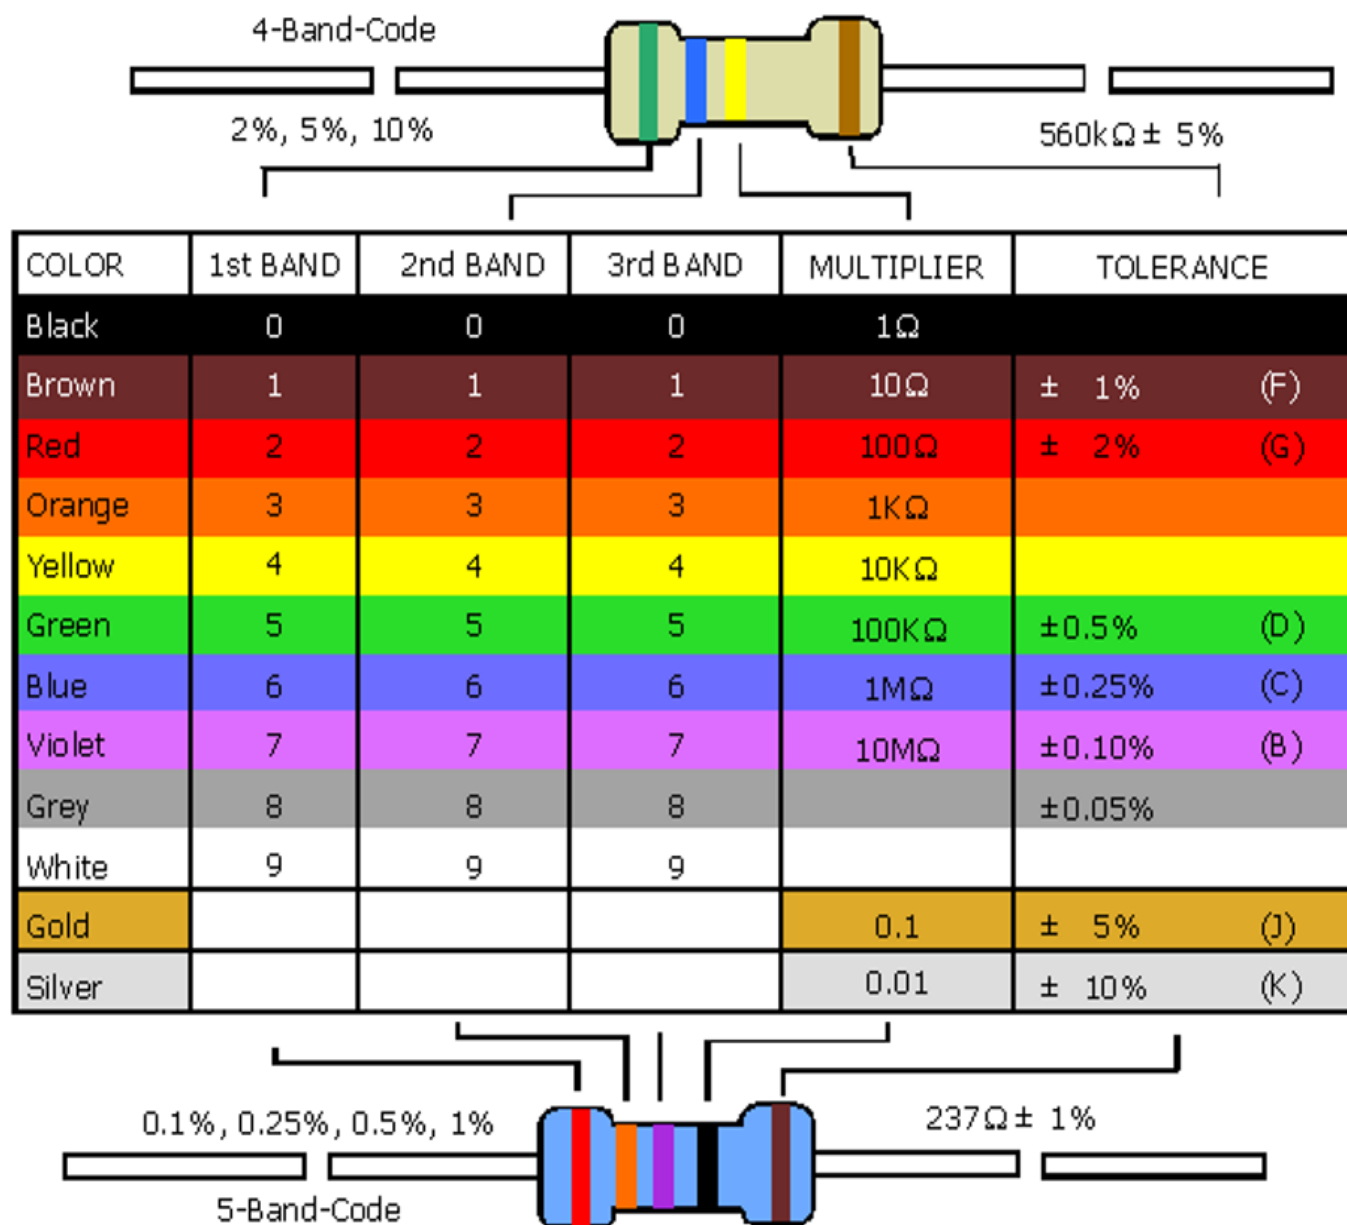 4-Band-Code
2%, 5%, 10%
560kΩ ± 5%
COLOR 1st BAND 2nd BAND 3rd BAND MULTIPLIER TOLERANCE
Black 0 0 0 1Ω
Brown 1 1 1 10Ω ± 1% (F)
Red 2 2 2 100Ω ± 2% (G)
Orange 3 3 3 1KΩ
Yellow 4 4 4 10KΩ
Green 5 5 5 100KΩ ±0.5% (D)
Blue 6 6 6 1MΩ ±0.25% (C)
Violet 7 7 7 10MΩ ±0.10% (B)
Grey 8 8 8 ±0.05%
White 9 9 9
Gold 0.1 ± 5% (J)
Silver 0.01 ± 10% (K)
0.1%, 0.25%, 0.5%, 1%
237Ω ± 1%
5-Band-Code